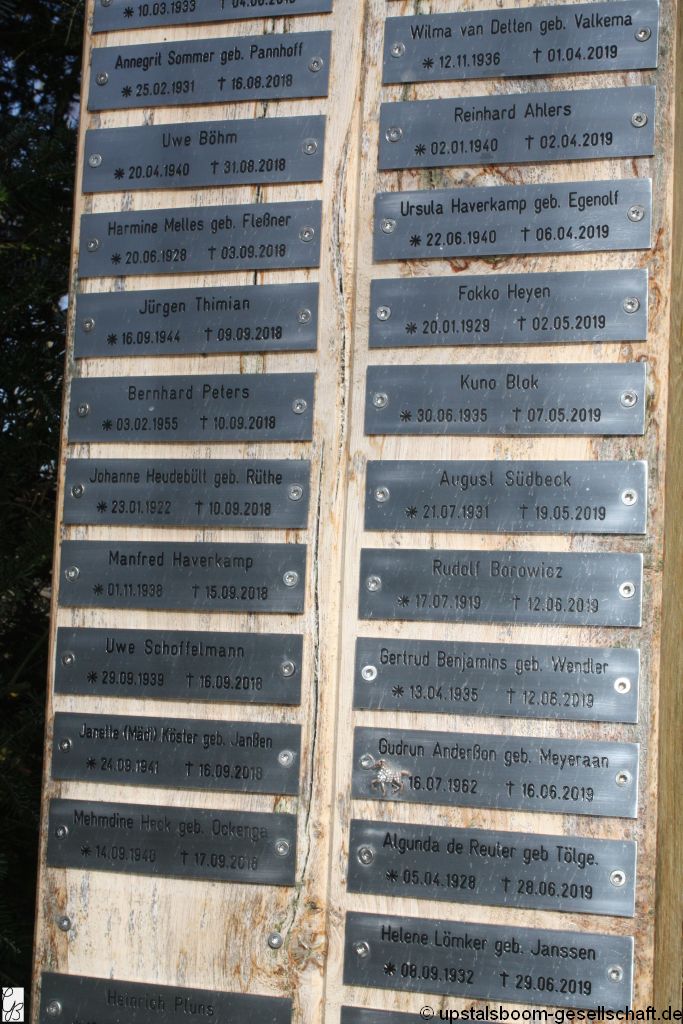 10.03.1933
Annegrit Sommer geb. Pannhoff
* 25.02.1931 † 16.08.2018
Uwe Böhm
* 20.04.1940 † 31.08.2018
Harmine Melles geb. Fleßner
* 20.06.1928 † 03.09.2018
Jürgen Thimian
* 16.09.1944 † 09.09.2018
Bernhard Peters
* 03.02.1955 † 10.09.2018
Johanne Heudebült geb. Rüthe
* 23.01.1922 † 10.09.2018
Manfred Haverkamp
* 01.11.1938 † 15.09.2018
Uwe Schoffelmann
* 29.09.1939 † 16.09.2018
(Mädi) Köster geb. Janßen
* 24.09.1941 † 16.09.2018
Heck geb. Ockenga
* 14.09.1940 † 17.09.2018
Heinrich Pluns
Wilma van Detten geb. Valkema
* 12.11.1936 † 01.04.2019
Reinhard Ahlers
* 02.01.1940 † 02.04.2019
Ursula Haverkamp geb. Egenolf
* 22.06.1940 † 06.04.2019
Fokko Heyen
* 20.01.1929 † 02.05.2019
Kuno Blok
* 30.06.1935 † 07.05.2019
August Südbeck
* 21.07.1931 † 19.05.2019
Rudolf Borowicz
* 17.07.1919 † 12.06.2019
Gertrud Benjamins geb. Wendler
* 13.04.1935 † 12.06.2019
Gudrun Anderßon geb. Meyeraan
16.07.1962 † 16.06.2019
Algunda de Reuter geb Tölge.
* 05.04.1928 † 28.06.2019
Helene Lömker geb. Janssen
* 08.09.1932 † 29.06.2019
© upstalsboom-gesellschaft.de